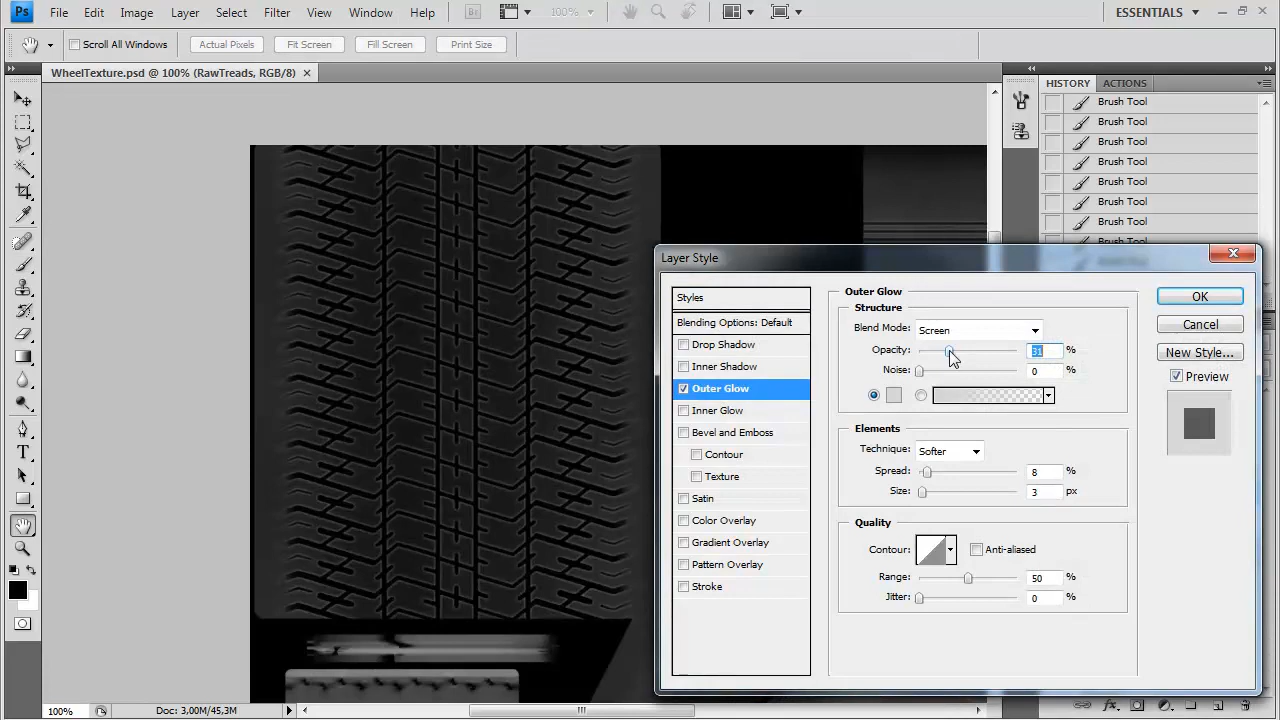 Ps File Edit Image Layer Select Filter View Window Help Br 100% ESSENTIALS
Scroll All Windows Actual Pixels Fit Screen Fill Screen Print Size
WheelTexture.psd @ 100% (RawTreads, RGB/8) ×
HISTORY ACTIONS
Brush Tool
Brush Tool
Brush Tool
Brush Tool
Brush Tool
Brush Tool
Brush Tool
Brush Tool
Layer Style
Styles
Blending Options: Default
Drop Shadow
Inner Shadow
Outer Glow
Inner Glow
Bevel and Emboss
Contour
Texture
Satin
Color Overlay
Gradient Overlay
Pattern Overlay
Stroke
Outer Glow
Structure
Blend Mode: Screen
Opacity: 31 %
Noise: 0 %
Elements
Technique: Softer
Spread: 8 %
Size: 3 px
Quality
Contour: Anti-aliased
Range: 50 %
Jitter: 0 %
OK
Cancel
New Style...
Preview
100% Doc: 3,00M/45,3M
fx.